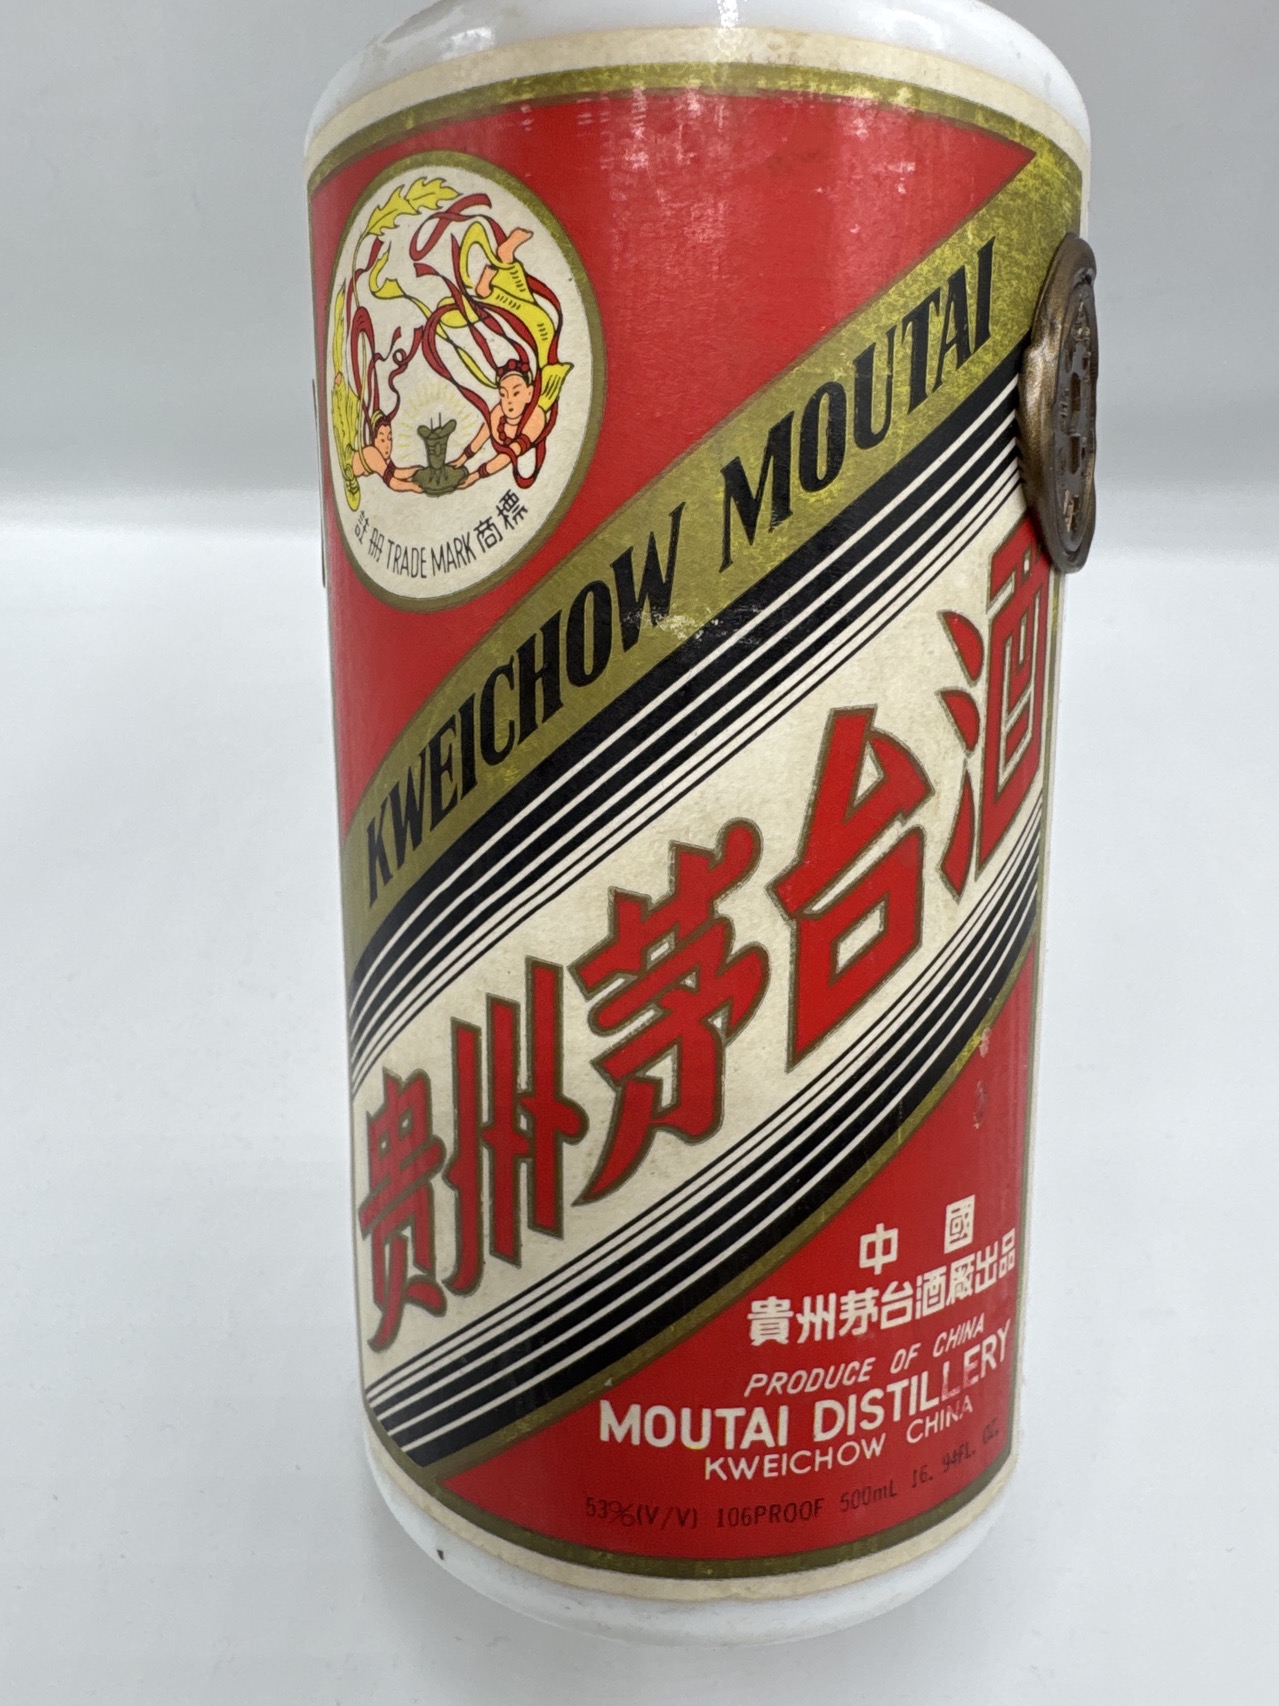 註册 TRADE MARK 商標
KWEICHOW MOUTAI
贵州茅台酒
中國
貴州茅台酒廠出品
PRODUCE OF CHINA
MOUTAI DISTILLERY
KWEICHOW CHINA
53%(V/V) 106PROOF 500mL 16. 94fL. OZ.